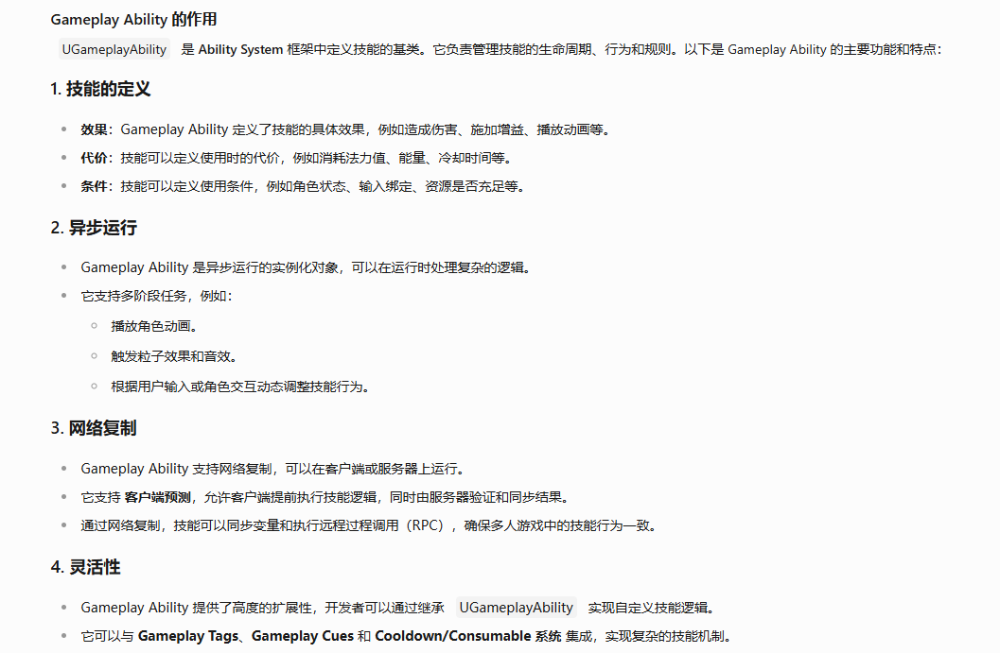 Gameplay Ability 的作用
UGameplayAbility 是 Ability System 框架中定义技能的基类。它负责管理技能的生命周期、行为和规则。以下是 Gameplay Ability 的主要功能和特点：
1. 技能的定义
效果：Gameplay Ability 定义了技能的具体效果，例如造成伤害、施加增益、播放动画等。
代价：技能可以定义使用时的代价，例如消耗法力值、能量、冷却时间等。
条件：技能可以定义使用条件，例如角色状态、输入绑定、资源是否充足等。
2. 异步运行
Gameplay Ability 是异步运行的实例化对象，可以在运行时处理复杂的逻辑。
它支持多阶段任务，例如：
播放角色动画。
触发粒子效果和音效。
根据用户输入或角色交互动态调整技能行为。
3. 网络复制
Gameplay Ability 支持网络复制，可以在客户端或服务器上运行。
它支持 客户端预测，允许客户端提前执行技能逻辑，同时由服务器验证和同步结果。
通过网络复制，技能可以同步变量和执行远程过程调用（RPC），确保多人游戏中的技能行为一致。
4. 灵活性
Gameplay Ability 提供了高度的扩展性，开发者可以通过继承 UGameplayAbility 实现自定义技能逻辑。
它可以与 Gameplay Tags、Gameplay Cues 和 Cooldown/Consumable 系统 集成，实现复杂的技能机制。